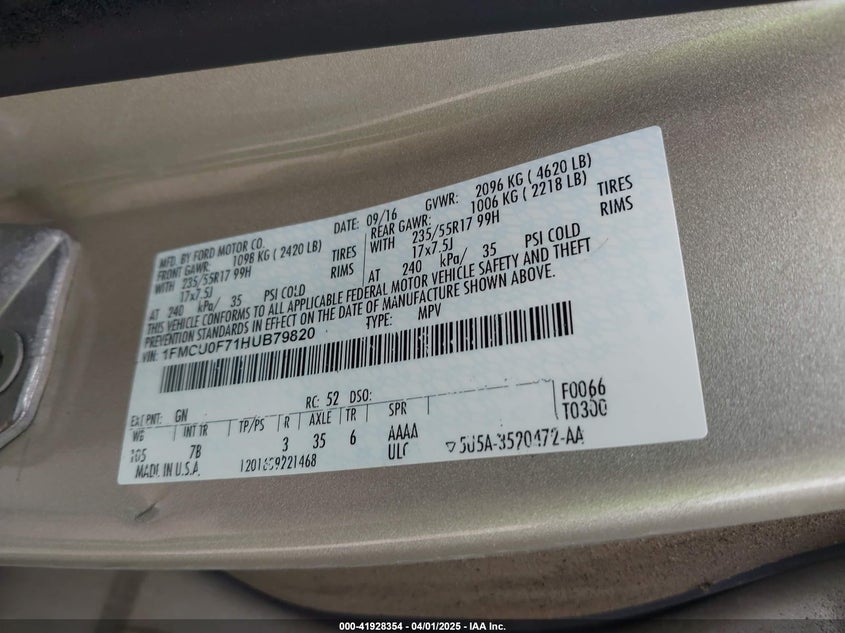 MFD. BY FORD MOTOR CO.
DATE: 09/16 GVWR: 2096 KG ( 4620 LB)
FRONT GAWR: 1098 KG ( 2420 LB)
REAR GAWR: 1006 KG ( 2218 LB)
WITH 235/55R17 99H TIRES
WITH 235/55R17 99H TIRES
17x7.5J RIMS
17x7.5J RIMS
AT 240 kPa/ 35 PSI COLD
AT 240 kPa/ 35 PSI COLD
THIS VEHICLE CONFORMS TO ALL APPLICABLE FEDERAL MOTOR VEHICLE SAFETY AND THEFT
PREVENTION STANDARDS IN EFFECT ON THE DATE OF MANUFACTURE SHOWN ABOVE.
VIN: 1FMCU0F71HUB79820
TYPE: MPV
EXT PNT: GN RC: 52 DSO:
F0066
T0300
WB INT TR TP/PS R AXLE TR SPR
105 7B 3 35 6 AAAA
ULC
MADE IN U.S.A.
5U5A-3520472-AA
000-41928354 - 04/01/2025 - IAA Inc.